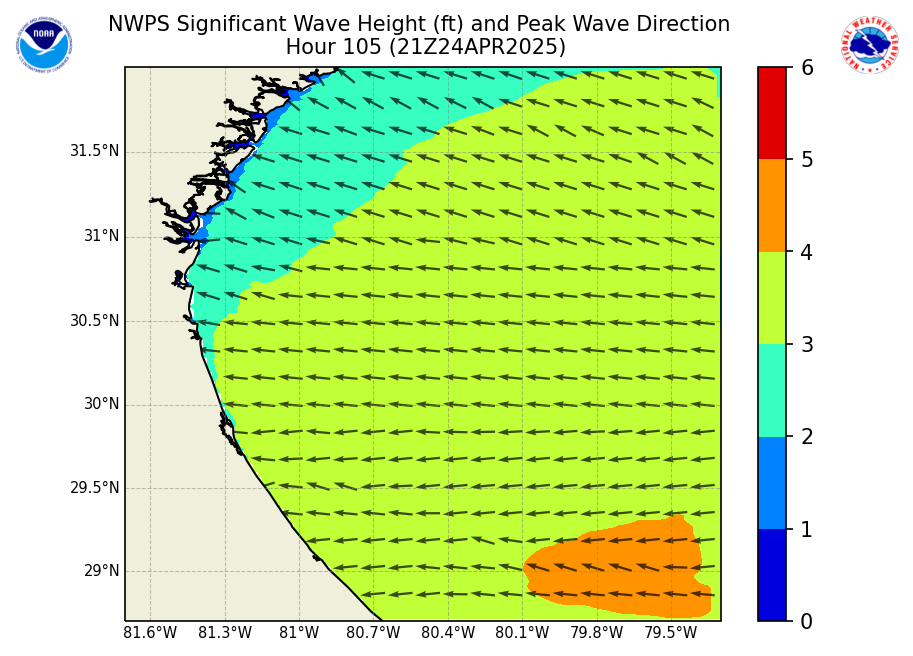 NWPS Significant Wave Height (ft) and Peak Wave Direction
Hour 105 (21Z24APR2025)
NOAA
NATIONAL WEATHER SERVICE
31.5°N
31°N
30.5°N
30°N
29.5°N
29°N
81.6°W 81.3°W 81°W 80.7°W 80.4°W 80.1°W 79.8°W 79.5°W
6
5
4
3
2
1
0